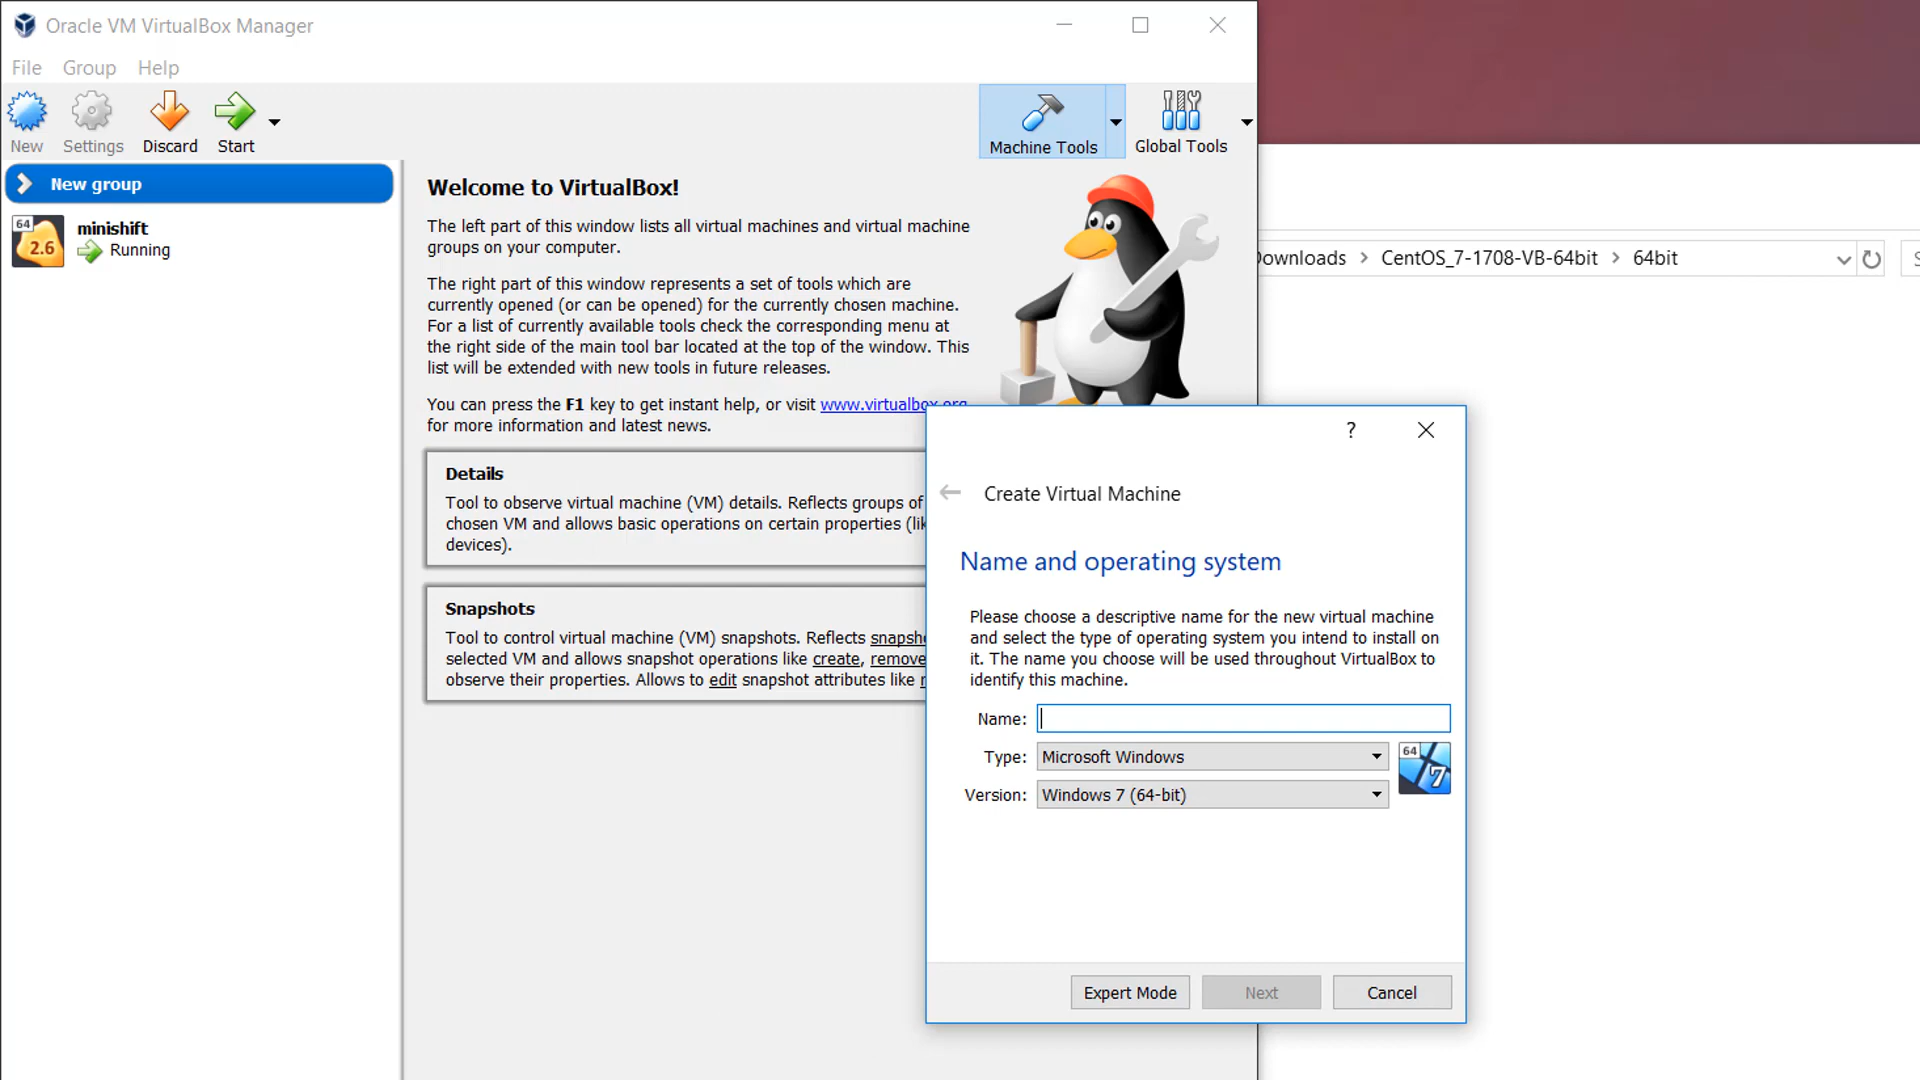 Oracle VM VirtualBox Manager
File Group Help
New Settings Discard Start
Machine Tools Global Tools
New group
64
2.6
minishift
Running
Welcome to VirtualBox!
The left part of this window lists all virtual machines and virtual machine
groups on your computer.
The right part of this window represents a set of tools which are
currently opened (or can be opened) for the currently chosen machine.
For a list of currently available tools check the corresponding menu at
the right side of the main tool bar located at the top of the window. This
list will be extended with new tools in future releases.
You can press the F1 key to get instant help, or visit www.virtualbox.org
for more information and latest news.
Details
Tool to observe virtual machine (VM) details. Reflects groups of
chosen VM and allows basic operations on certain properties (
devices).
Snapshots
Tool to control virtual machine (VM) snapshots. Reflects
selected VM and allows snapshot operations like create, remove
observe their properties. Allows to edit snapshot attributes like
ownloads > CentOS_7-1708-VB-64bit > 64bit
?
Create Virtual Machine
Name and operating system
Please choose a descriptive name for the new virtual machine
and select the type of operating system you intend to install on
it. The name you choose will be used throughout VirtualBox to
identify this machine.
Name:
Type: Microsoft Windows
64
7
Version: Windows 7 (64-bit)
Expert Mode Next Cancel